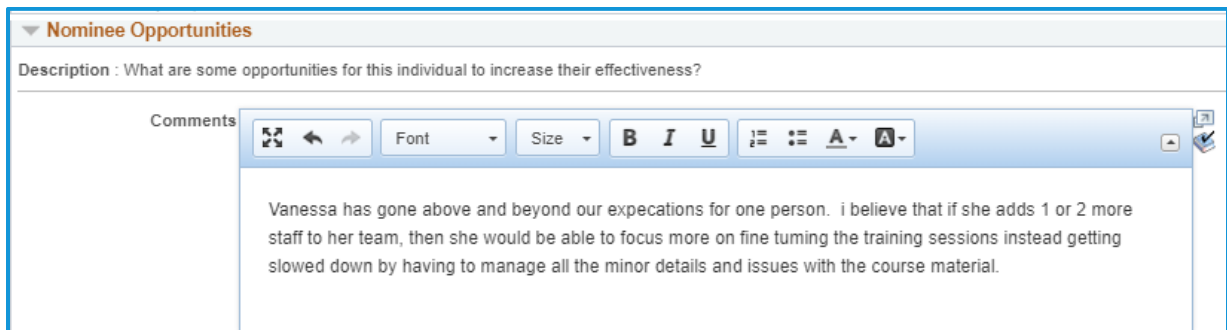 Nominee Opportunities
Description : What are some opportunities for this individual to increase their effectiveness?
Comments
Font Size B I U A A
Vanessa has gone above and beyond our expecations for one person. i believe that if she adds 1 or 2 more
staff to her team, then she would be able to focus more on fine tuming the training sessions instead getting
slowed down by having to manage all the minor details and issues with the course material.